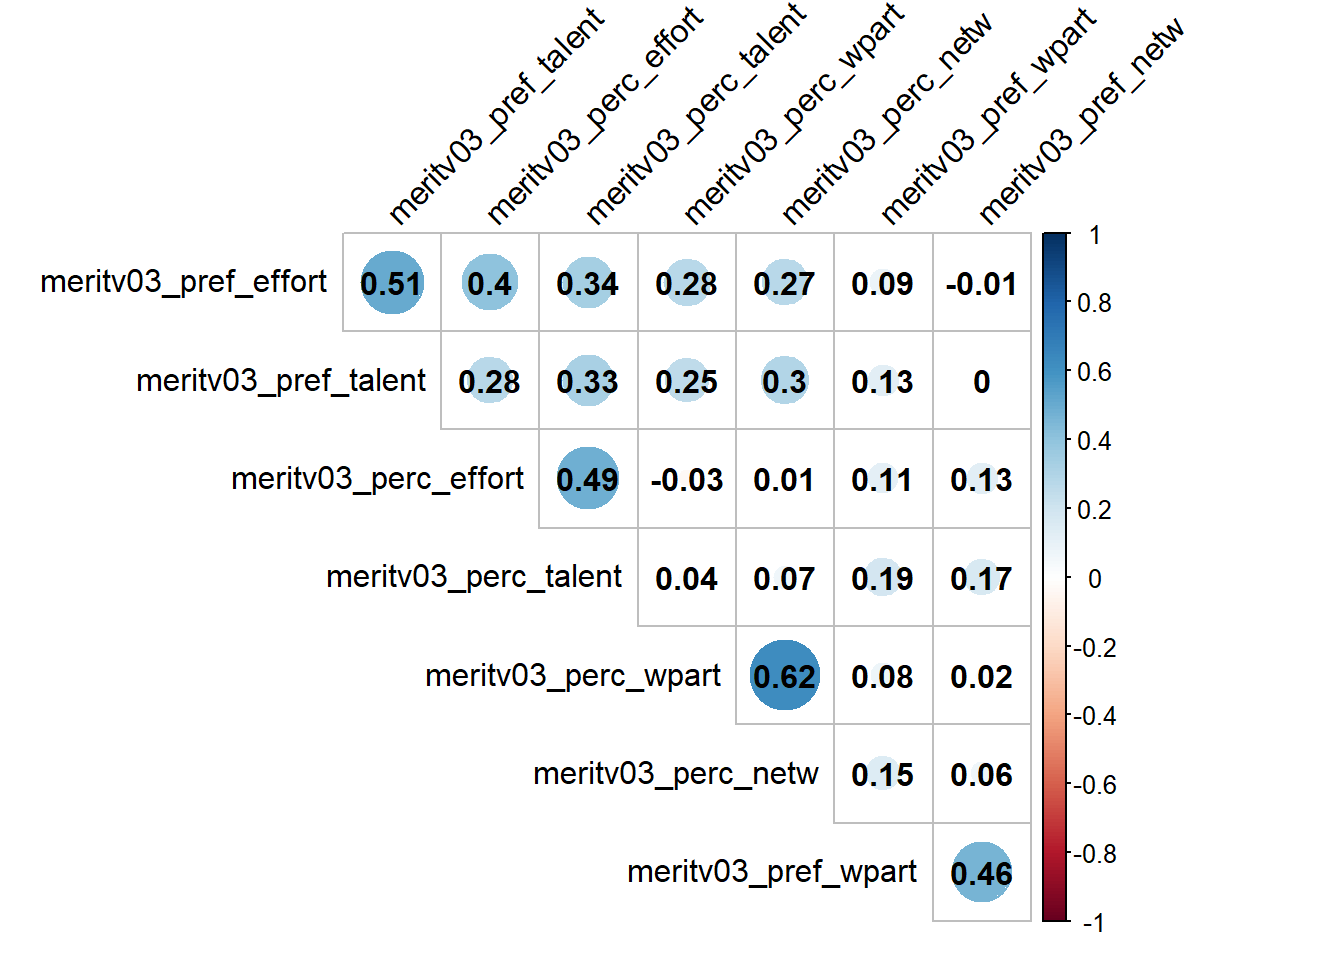 meritv03_pref_talent
meritv03_perc_effort
meritv03_perc_talent
meritv03_perc_wpart
meritv03_perc_netw
meritv03_pref_wpart
meritv03_pref_netw
meritv03_pref_effort 0.51 0.4 0.34 0.28 0.27 0.09 -0.01
meritv03_pref_talent 0.28 0.33 0.25 0.3 0.13 0
meritv03_perc_effort 0.49 -0.03 0.01 0.11 0.13
meritv03_perc_talent 0.04 0.07 0.19 0.17
meritv03_perc_wpart 0.62 0.08 0.02
meritv03_perc_netw 0.15 0.06
meritv03_pref_wpart 0.46
1
0.8
0.6
0.4
0.2
0
-0.2
-0.4
-0.6
-0.8
-1